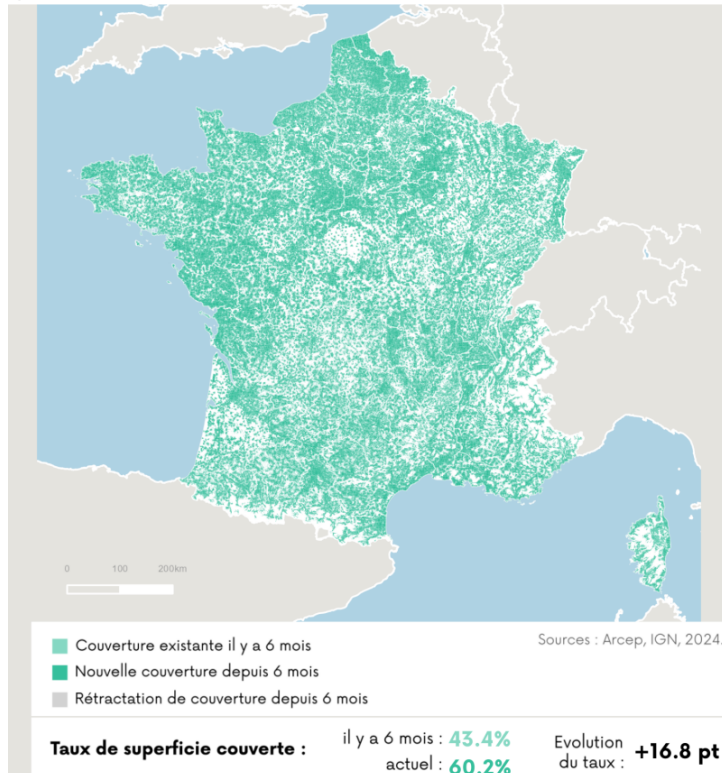 0 100 200km
Sources : Arcep, IGN, 2024.
Couverture existante il y a 6 mois
Nouvelle couverture depuis 6 mois
Rétractation de couverture depuis 6 mois
Taux de superficie couverte :
il y a 6 mois : 43.4%
actuel : 60.2%
Evolution
du taux : +16.8 pt